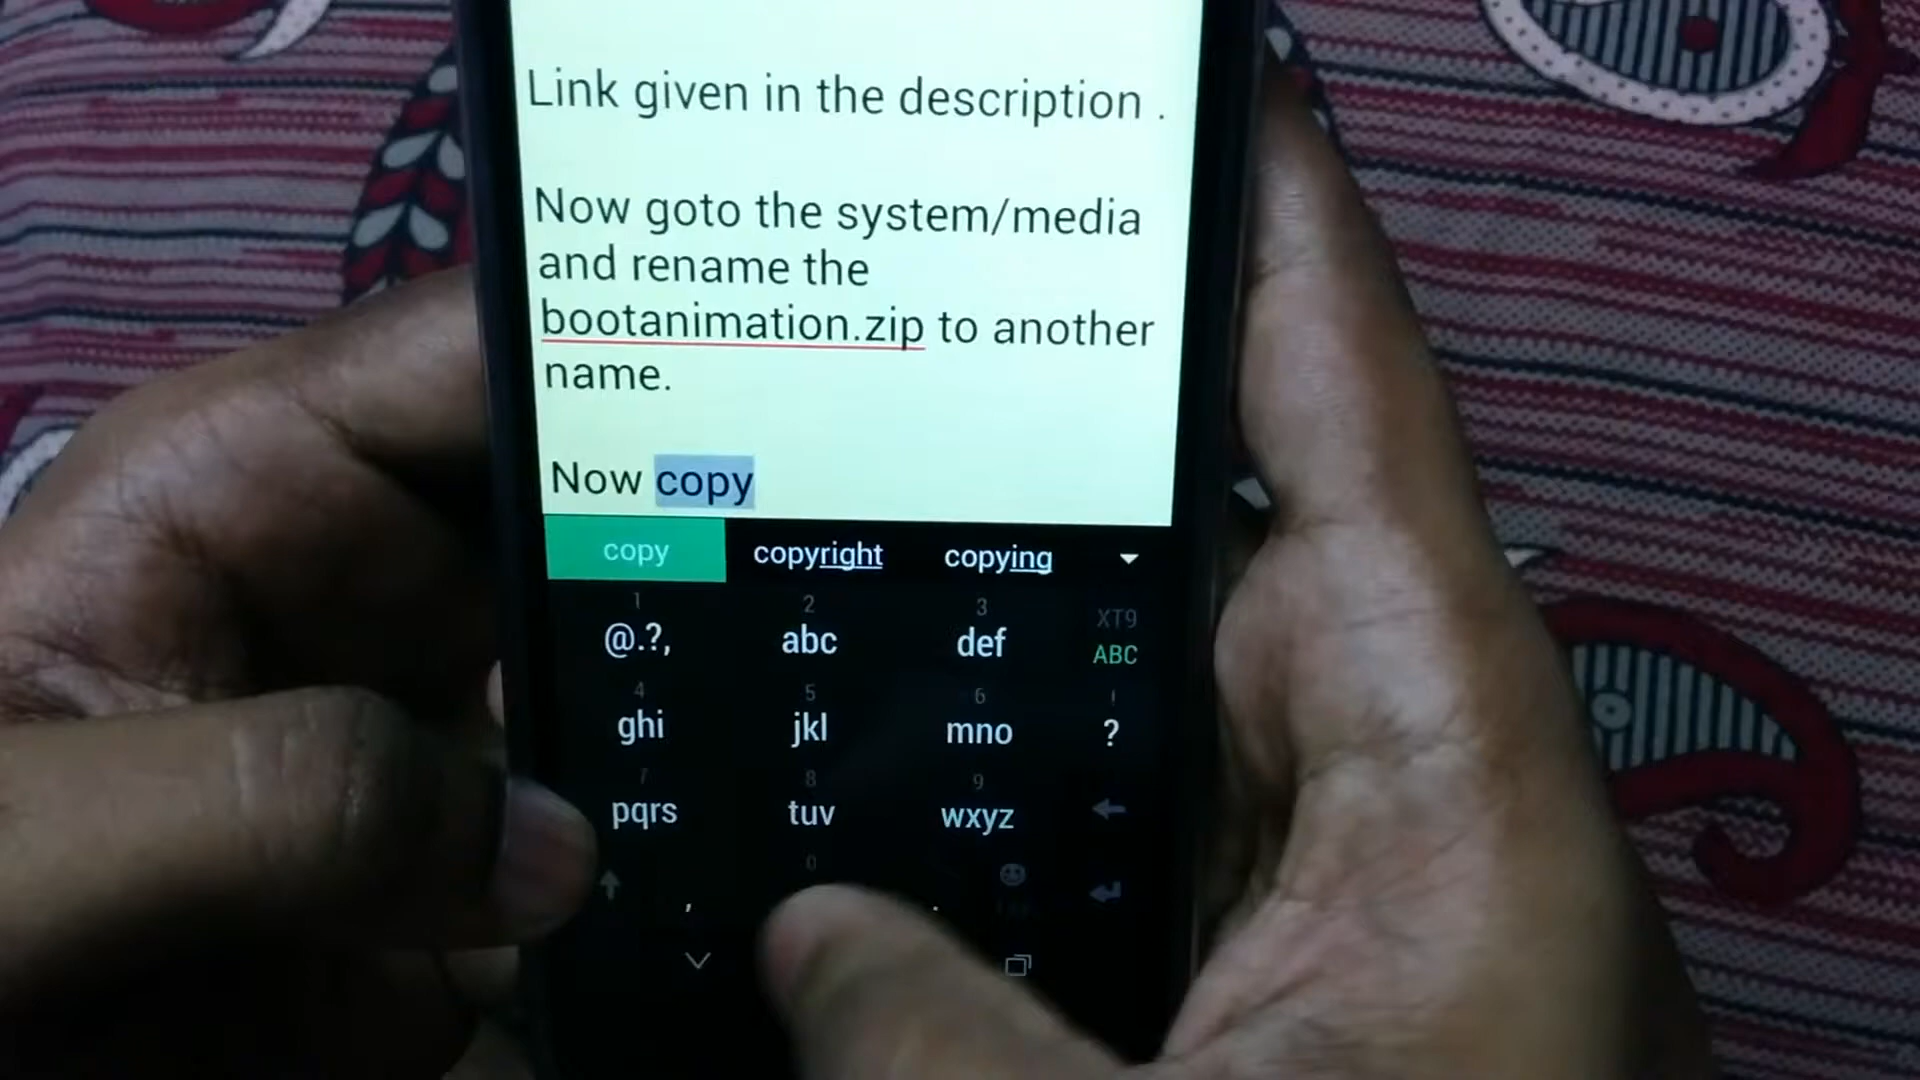 Link given in the description .
Now goto the system/media
and rename the
bootanimation.zip to another
name.
Now copy
copy copyright copying
1 2 3 XT9
@.?, abc def ABC
4 5 6 !
ghi jkl mno ?
7 8 9
pqrs tuv wxyz
0
, .